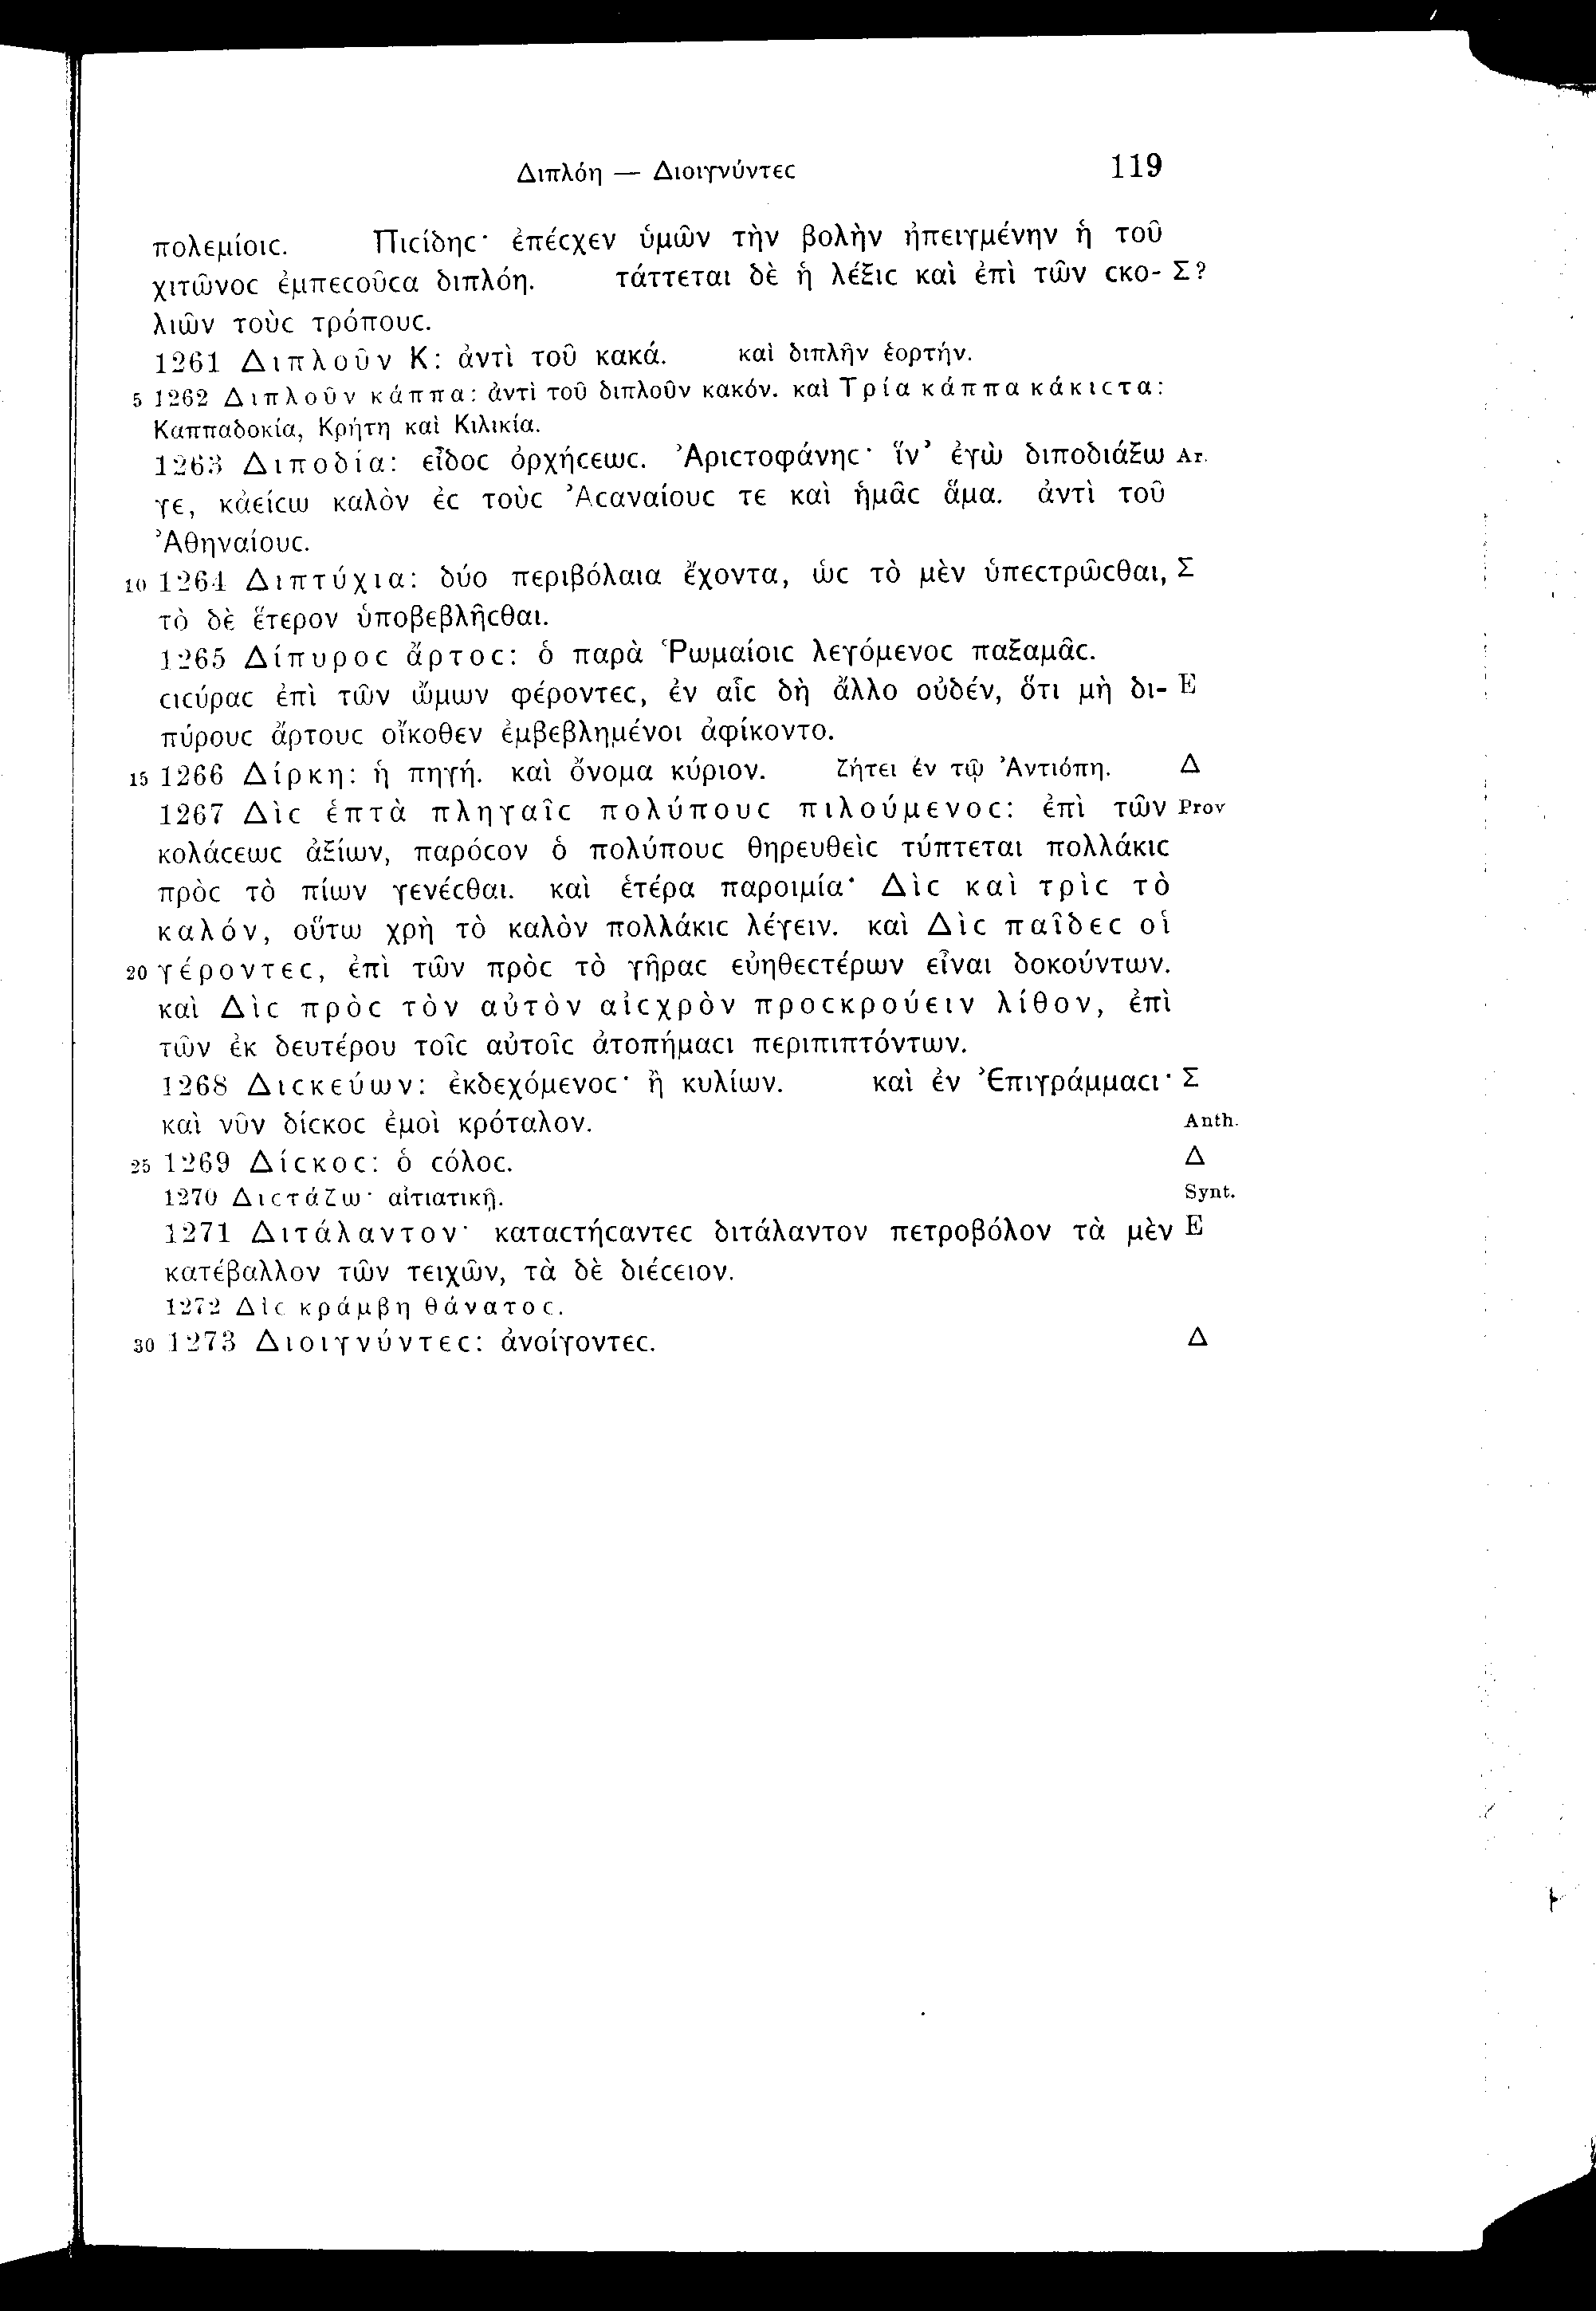 Διπλόη — Διοιγνύντεϲ 119
πολεμίοιϲ. Πιϲίδηϲ· ἐπέϲχεν ὑμῶν τὴν βολὴν ἠπειγμένην ἡ τοῦ
χιτῶνοϲ ἐμπεϲοῦϲα διπλόη. τάττεται δὲ ἡ λέξιϲ καὶ ἐπὶ τῶν ϲκο- Σ?
λιῶν τοὺϲ τρόπουϲ.
1261 Διπλοῦν Κ: ἀντὶ τοῦ κακά. καὶ διπλῆν ἑορτήν.
5 1262 Διπλοῦν κάππα: ἀντὶ τοῦ διπλοῦν κακόν. καὶ Τρία κάππα κάκιϲτα:
Καππαδοκία, Κρήτη καὶ Κιλικία.
1263 Διποδία: εἶδοϲ ὀρχήϲεωϲ. Ἀριϲτοφάνηϲ· ἵν' ἐγὼ διποδιάξω Ar.
γε, κἀείϲω καλὸν ἐϲ τοὺϲ Ἀϲαναίουϲ τε καὶ ἡμᾶϲ ἅμα. ἀντὶ τοῦ
Ἀθηναίουϲ.
10 1264 Διπτύχια: δύο περιβόλαια ἔχοντα, ὡϲ τὸ μὲν ὑπεϲτρῶϲθαι, Σ
τὸ δὲ ἕτερον ὑποβεβλῆϲθαι.
1265 Δίπυροϲ ἄρτοϲ: ὁ παρὰ Ῥωμαίοιϲ λεγόμενοϲ παξαμᾶϲ.
ϲιϲύραϲ ἐπὶ τῶν ὤμων φέροντεϲ, ἐν αἷϲ δὴ ἄλλο οὐδέν, ὅτι μὴ δι- E
πύρουϲ ἄρτουϲ οἴκοθεν ἐμβεβλημένοι ἀφίκοντο.
15 1266 Δίρκη: ἡ πηγή. καὶ ὄνομα κύριον. ζήτει ἐν τῷ Ἀντιόπη. Δ
1267 Δὶϲ ἑπτὰ πληγαῖϲ πολύπουϲ πιλούμενοϲ: ἐπὶ τῶν Prov
κολάϲεωϲ ἀξίων, παρόϲον ὁ πολύπουϲ θηρευθεὶϲ τύπτεται πολλάκιϲ
πρὸϲ τὸ πίων γενέϲθαι. καὶ ἑτέρα παροιμία· Δὶϲ καὶ τρὶϲ τὸ
καλόν, οὕτω χρὴ τὸ καλὸν πολλάκιϲ λέγειν. καὶ Δὶϲ παῖδεϲ οἱ
20 γέροντεϲ, ἐπὶ τῶν πρὸϲ τὸ γῆραϲ εὐηθεϲτέρων εἶναι δοκούντων.
καὶ Δὶϲ πρὸϲ τὸν αὐτὸν αἰϲχρὸν προϲκρούειν λίθον, ἐπὶ
τῶν ἐκ δευτέρου τοῖϲ αὐτοῖϲ ἀτοπήμαϲι περιπιπτόντων.
1268 Διϲκεύων: ἐκδεχόμενοϲ· ἢ κυλίων. καὶ ἐν Ἐπιγράμμαϲι· Σ
καὶ νῦν δίϲκοϲ ἐμοὶ κρόταλον. Anth.
25 1269 Δίϲκοϲ: ὁ ϲόλοϲ. Δ
1270 Διϲτάζω· αἰτιατικῇ. Synt.
1271 Διτάλαντον· καταϲτήϲαντεϲ διτάλαντον πετροβόλον τὰ μὲν E
κατέβαλλον τῶν τειχῶν, τὰ δὲ διέϲειον.
1272 Δὶϲ κράμβη θάνατοϲ.
30 1273 Διοιγνύντεϲ: ἀνοίγοντεϲ. Δ